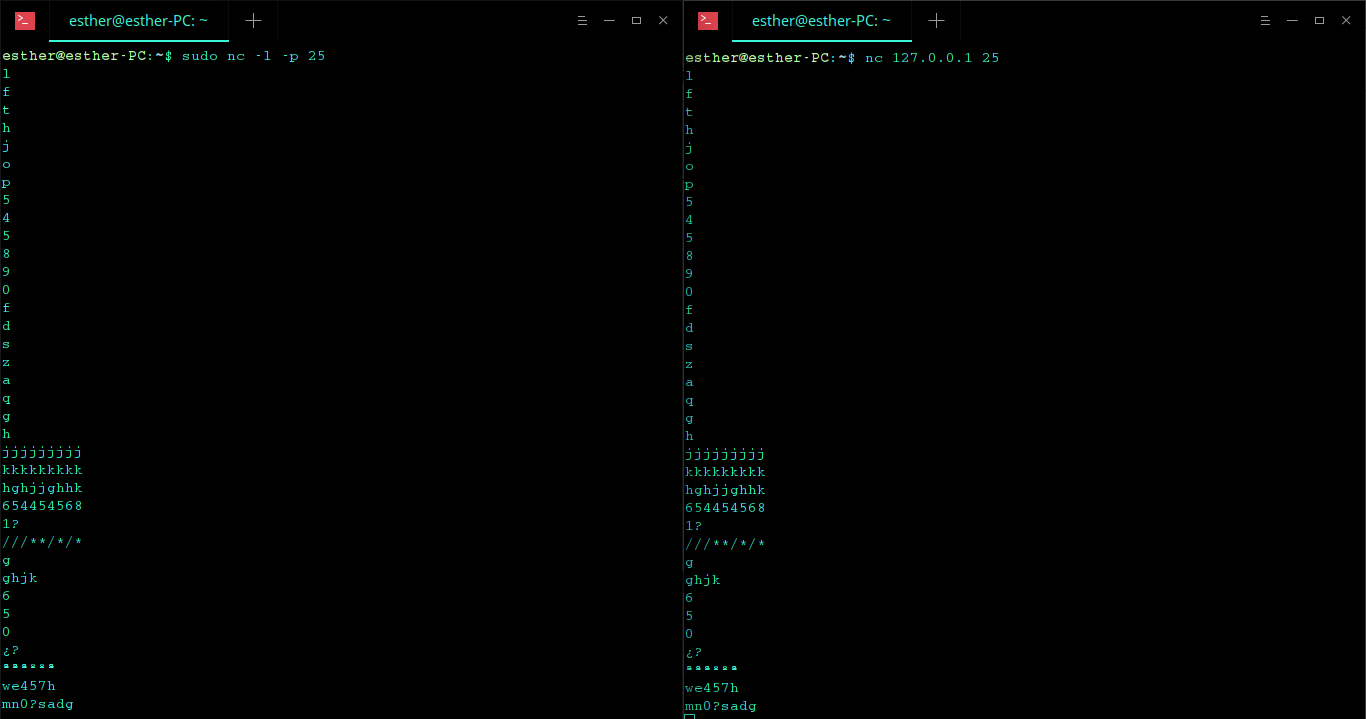 esther@esther-PC: ~
esther@esther-PC:~$ sudo nc -l -p 25
l
f
t
h
j
o
p
5
4
5
8
9
0
f
d
s
z
a
q
g
h
jjjjjjjjj
kkkkkkkkk
hghjjghhk
654454568
1?
///**/*/*
g
ghjk
6
5
0
¿?
ªªªªªª
we457h
mn0?sadg
esther@esther-PC: ~
esther@esther-PC:~$ nc 127.0.0.1 25
l
f
t
h
j
o
p
5
4
5
8
9
0
f
d
s
z
a
q
g
h
jjjjjjjjj
kkkkkkkkk
hghjjghhk
654454568
1?
///**/*/*
g
ghjk
6
5
0
¿?
ªªªªªª
we457h
mn0?sadg